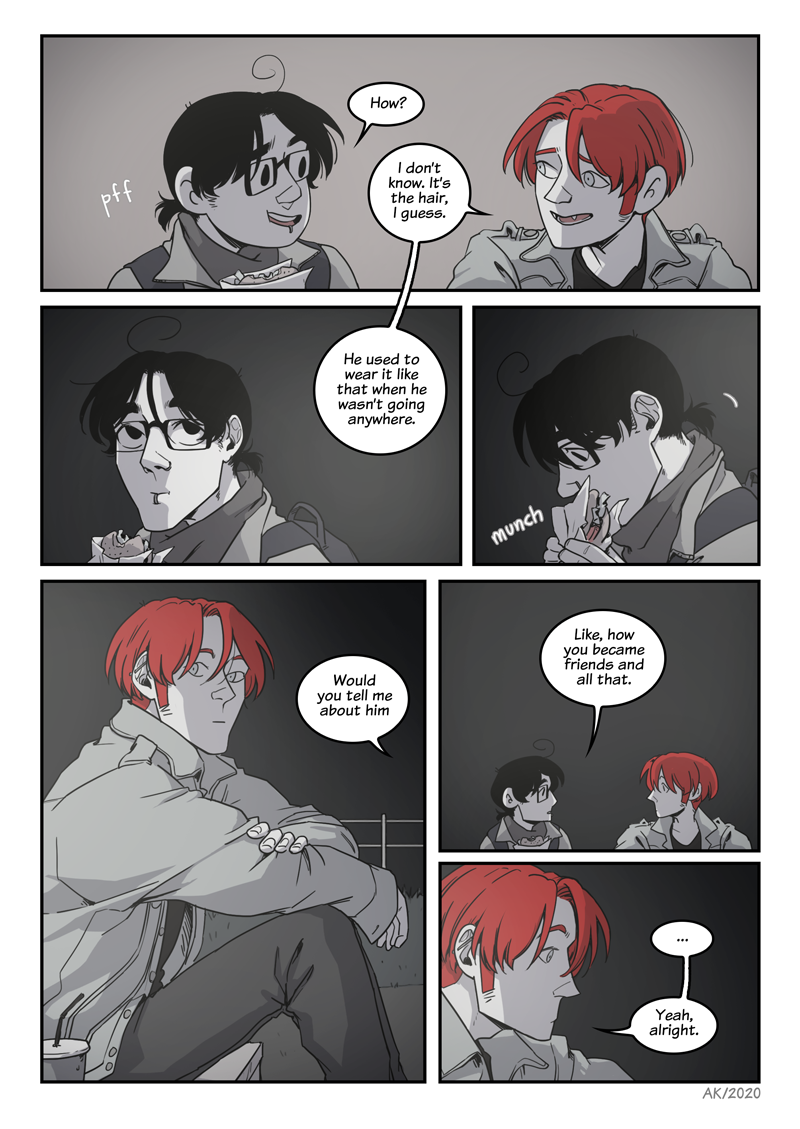 How?
pff
I don't
know. It's
the hair,
I guess.
He used to
wear it like
that when he
wasn't going
anywhere.
munch
Would
you tell me
about him
Like, how
you became
friends and
all that.
...
Yeah,
alright.
AK/2020